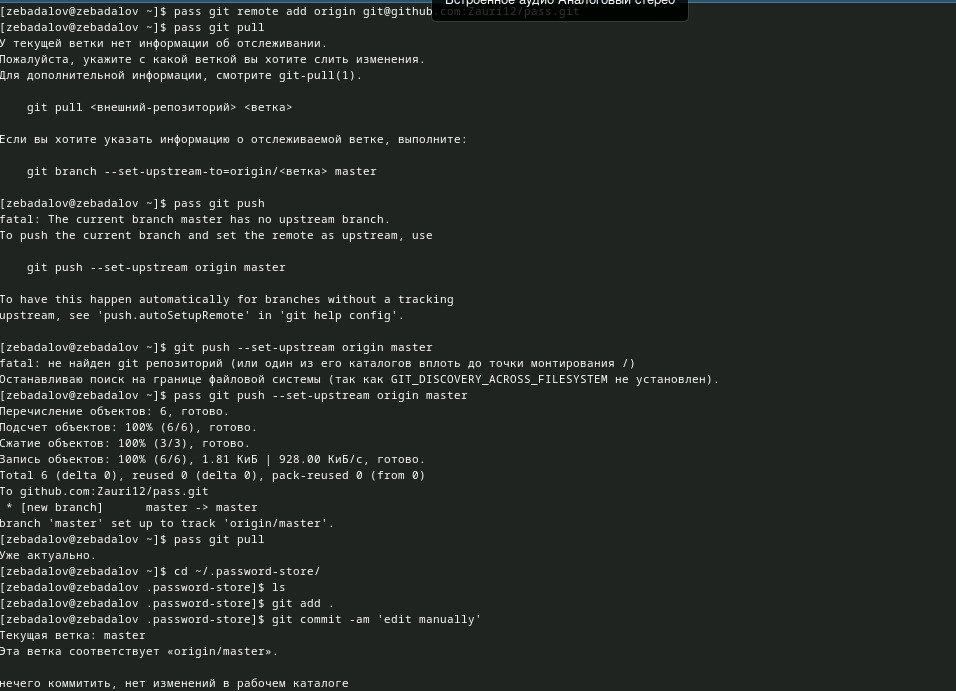 Встроенное аудио Аналоговый стерео
[zebadalov@zebadalov ~]$ pass git remote add origin git@github.com:Zauri12/pass.git
[zebadalov@zebadalov ~]$ pass git pull
У текущей ветки нет информации об отслеживании.
Пожалуйста, укажите с какой веткой вы хотите слить изменения.
Для дополнительной информации, смотрите git-pull(1).
git pull <внешний-репозиторий> <ветка>
Если вы хотите указать информацию о отслеживаемой ветке, выполните:
git branch --set-upstream-to=origin/<ветка> master
[zebadalov@zebadalov ~]$ pass git push
fatal: The current branch master has no upstream branch.
To push the current branch and set the remote as upstream, use
git push --set-upstream origin master
To have this happen automatically for branches without a tracking
upstream, see 'push.autoSetupRemote' in 'git help config'.
[zebadalov@zebadalov ~]$ git push --set-upstream origin master
fatal: не найден git репозиторий (или один из его каталогов вплоть до точки монтирования /)
Останавливаю поиск на границе файловой системы (так как GIT_DISCOVERY_ACROSS_FILESYSTEM не установлен).
[zebadalov@zebadalov ~]$ pass git push --set-upstream origin master
Перечисление объектов: 6, готово.
Подсчет объектов: 100% (6/6), готово.
Сжатие объектов: 100% (3/3), готово.
Запись объектов: 100% (6/6), 1.81 КиБ | 928.00 КиБ/с, готово.
Total 6 (delta 0), reused 0 (delta 0), pack-reused 0 (from 0)
To github.com:Zauri12/pass.git
* [new branch]      master -> master
branch 'master' set up to track 'origin/master'.
[zebadalov@zebadalov ~]$ pass git pull
Уже актуально.
[zebadalov@zebadalov ~]$ cd ~/.password-store/
[zebadalov@zebadalov .password-store]$ ls
[zebadalov@zebadalov .password-store]$ git add .
[zebadalov@zebadalov .password-store]$ git commit -am 'edit manually'
Текущая ветка: master
Эта ветка соответствует «origin/master».
нечего коммитить, нет изменений в рабочем каталоге